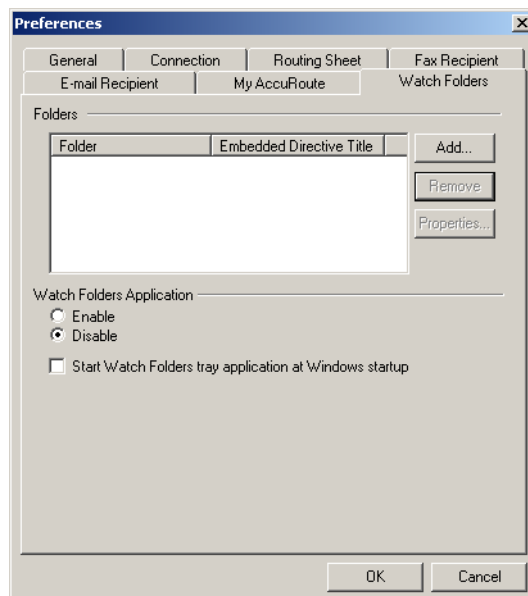 Preferences
General Connection Routing Sheet Fax Recipient
E-mail Recipient My AccuRoute Watch Folders
Folders
Folder Embedded Directive Title
Add...
Remove
Properties...
Watch Folders Application
Enable
Disable
Start Watch Folders tray application at Windows startup
OK Cancel